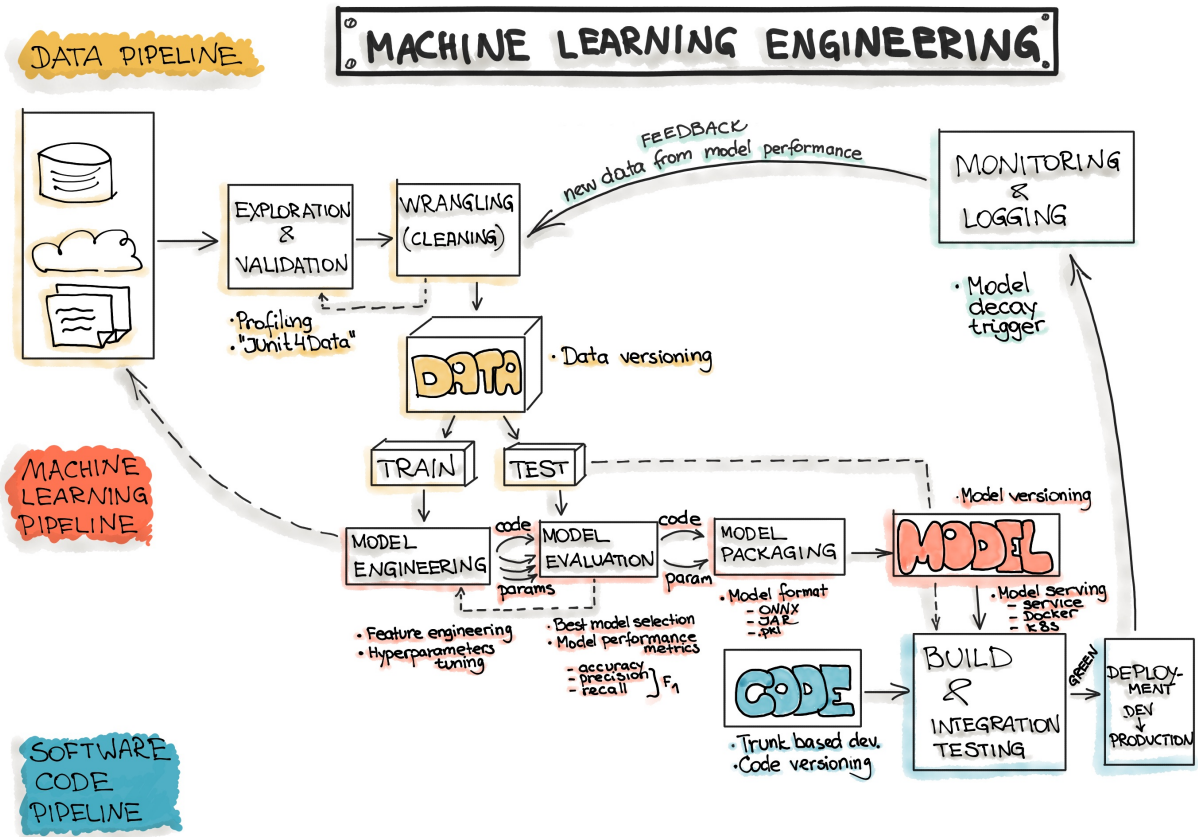 DATA PIPELINE
MACHINE LEARNING ENGINEERING
FEEDBACK
new data from model performance
MONITORING
&
LOGGING
EXPLORATION
&
VALIDATION
WRANGLING
(CLEANING)
• Profiling
• "JUnit4Data"
• Model
decay
trigger
DATA
• Data versioning
MACHINE
LEARNING
PIPELINE
TRAIN
TEST
• Model versioning
MODEL
ENGINEERING
code
params
MODEL
EVALUATION
code
param
MODEL
PACKAGING
MODEL
• Feature engineering
• Hyperparameters
tuning
• Best model selection
• Model performance
metrics
- accuracy
- precision
- recall
F1
• Model format
- ONNX
- JAR
- pkl
• Model serving
- service
- Docker
- K8S
CODE
• Trunk based dev.
• Code versioning
BUILD
&
INTEGRATION
TESTING
GREEN
DEPLOY-
MENT
DEV
PRODUCTION
SOFTWARE
CODE
PIPELINE